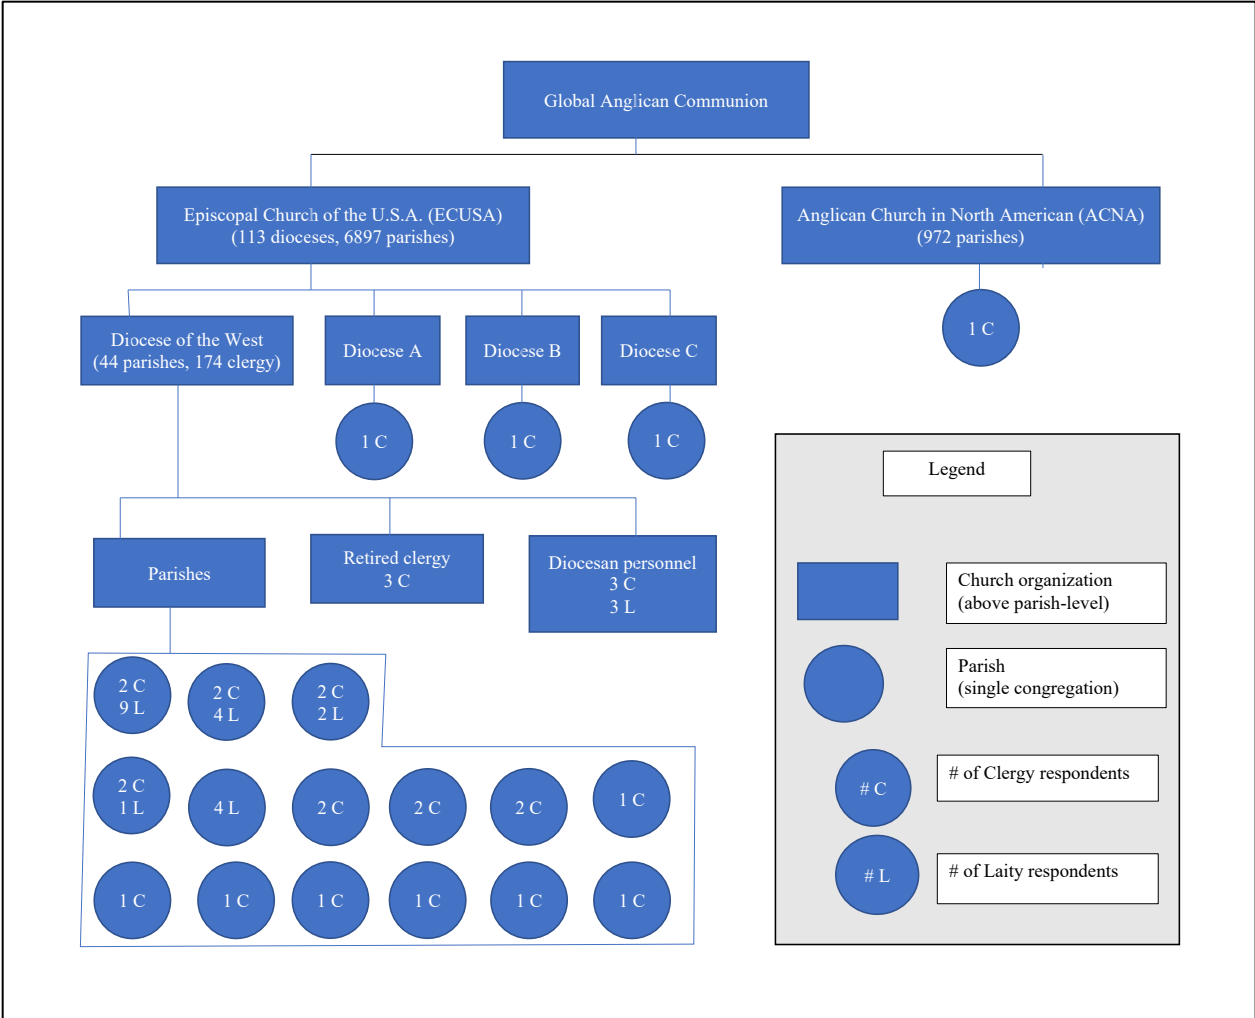 Global Anglican Communion
Episcopal Church of the U.S.A. (ECUSA)
(113 dioceses, 6897 parishes)
Anglican Church in North American (ACNA)
(972 parishes)
1 C
Diocese of the West
(44 parishes, 174 clergy)
Diocese A
Diocese B
Diocese C
1 C
1 C
1 C
Parishes
Retired clergy
3 C
Diocesan personnel
3 C
3 L
2 C
9 L
2 C
4 L
2 C
2 L
2 C
1 L
4 L
2 C
2 C
2 C
1 C
1 C
1 C
1 C
1 C
1 C
1 C
Legend
Church organization
(above parish-level)
Parish
(single congregation)
# C
# of Clergy respondents
# L
# of Laity respondents